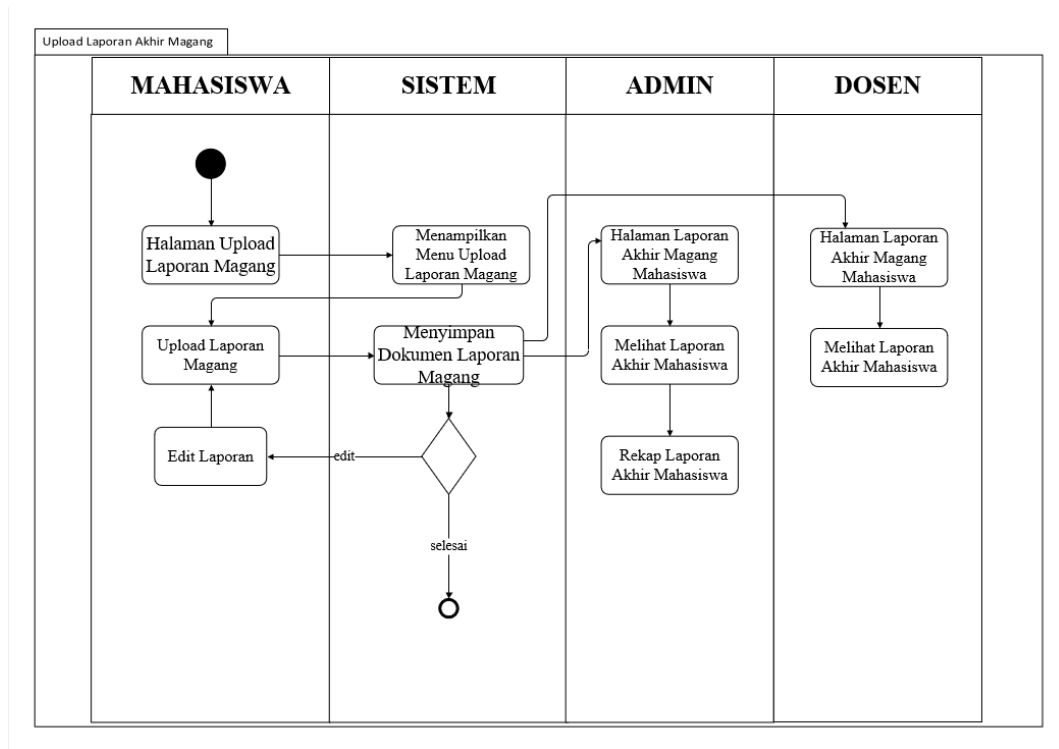 Upload Laporan Akhir Magang
MAHASISWA
SISTEM
ADMIN
DOSEN
Halaman Upload
Laporan Magang
Menampilkan
Menu Upload
Laporan Magang
Halaman Laporan
Akhir Magang
Mahasiswa
Halaman Laporan
Akhir Magang
Mahasiswa
Upload Laporan
Magang
Menyimpan
Dokumen Laporan
Magang
Melihat Laporan
Akhir Mahasiswa
Melihat Laporan
Akhir Mahasiswa
Edit Laporan
edit
Rekap Laporan
Akhir Mahasiswa
selesai